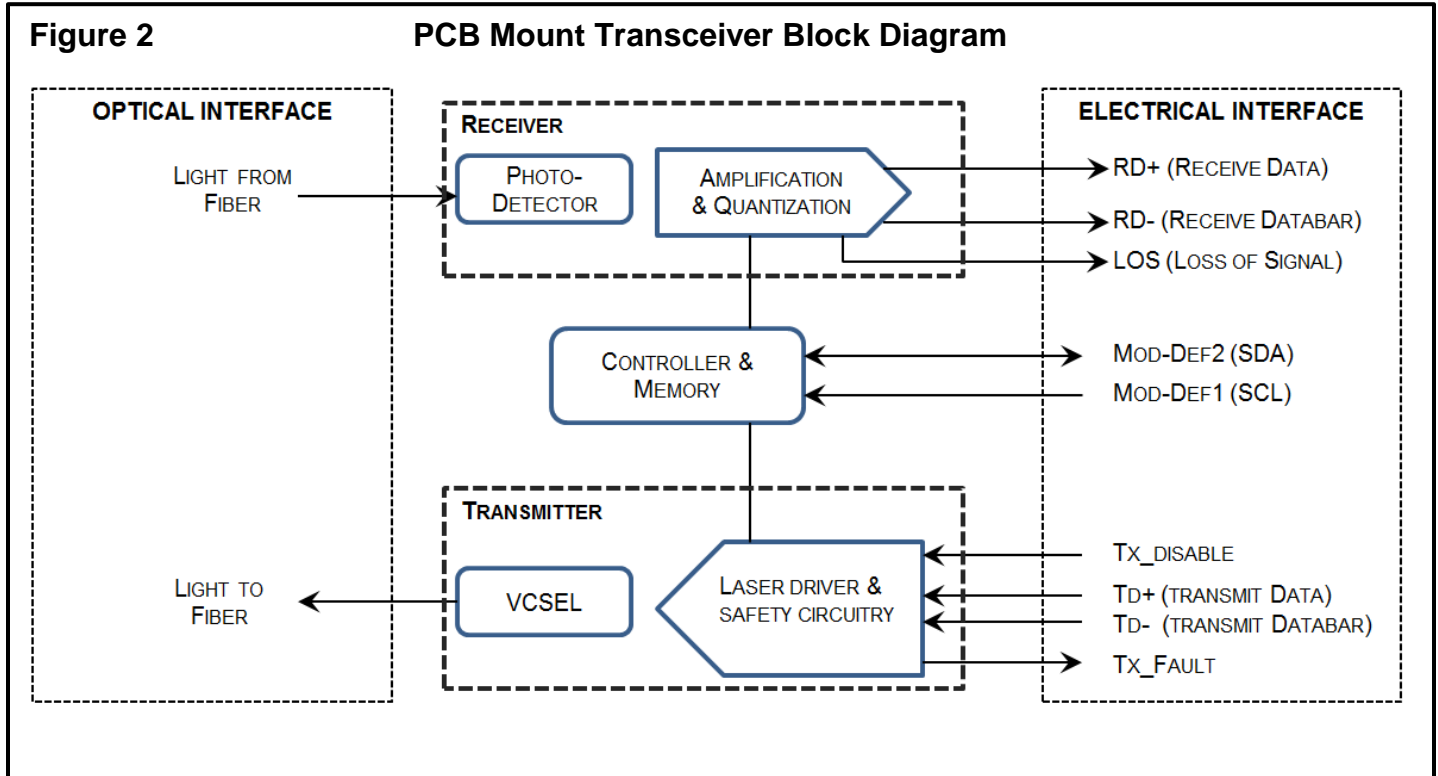 Figure 2 PCB Mount Transceiver Block Diagram
OPTICAL INTERFACE
LIGHT FROM
FIBER
RECEIVER
PHOTO-
DETECTOR
AMPLIFICATION
& QUANTIZATION
ELECTRICAL INTERFACE
RD+ (RECEIVE DATA)
RD- (RECEIVE DATABAR)
LOS (LOSS OF SIGNAL)
CONTROLLER &
MEMORY
MOD-DEF2 (SDA)
MOD-DEF1 (SCL)
LIGHT TO
FIBER
TRANSMITTER
VCSEL
LASER DRIVER &
SAFETY CIRCUITRY
TX_DISABLE
TD+ (TRANSMIT DATA)
TD- (TRANSMIT DATABAR)
TX_FAULT